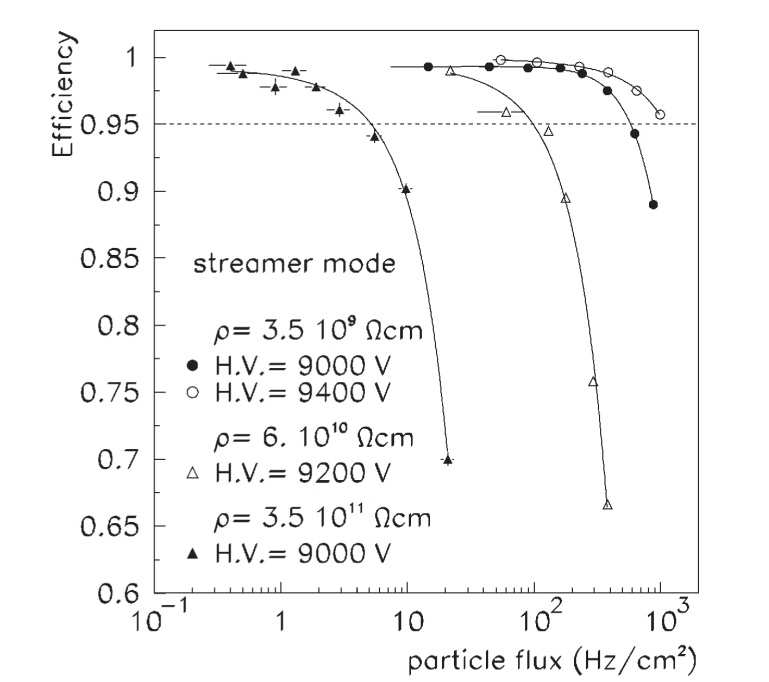 Efficiency
1
0.95
0.9
0.85
0.8
0.75
0.7
0.65
0.6
streamer mode
ρ= 3.5 10⁹ Ωcm
● H.V.= 9000 V
○ H.V.= 9400 V
ρ= 6. 10¹⁰ Ωcm
△ H.V.= 9200 V
ρ= 3.5 10¹¹ Ωcm
▲ H.V.= 9000 V
10⁻¹ 1 10 10² 10³
particle flux (Hz/cm²)